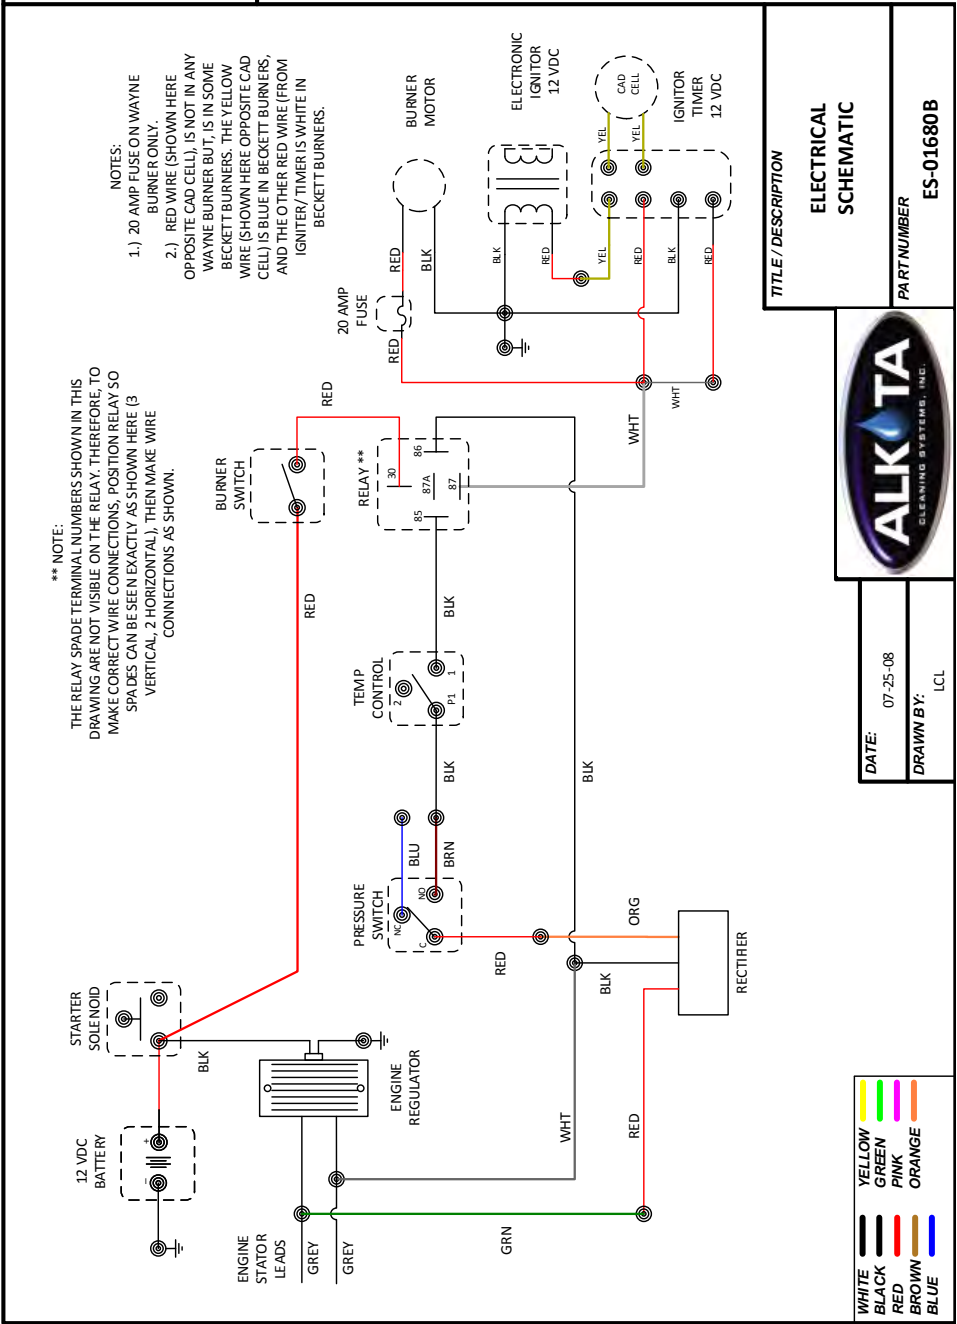 ** NOTE:
THE RELAY SPADE TERMINAL NUMBERS SHOWN IN THIS
DRAWING ARE NOT VISIBLE ON THE RELAY. THEREFORE, TO
MAKE CORRECT WIRE CONNECTIONS, POSITION RELAY SO
SPADES CAN BE SEEN EXACTLY AS SHOWN HERE (3
VERTICAL, 2 HORIZONTAL), THEN MAKE WIRE
CONNECTIONS AS SHOWN.
NOTES:
1.) 20 AMP FUSE ON WAYNE
BURNER ONLY.
2.) RED WIRE (SHOWN HERE
OPPOSITE CAD CELL), IS NOT IN ANY
WAYNE BURNER BUT, IS IN SOME
BECKETT BURNERS. THE YELLOW
WIRE (SHOWN HERE OPPOSITE CAD
CELL) IS BLUE IN BECKETT BURNERS,
AND THE OTHER RED WIRE (FROM
IGNITER/ TIMER IS WHITE IN
BECKETT BURNERS.
12 VDC
BATTERY
-
+
STARTER
SOLENOID
BLK
ENGINE
REGULATOR
ENGINE
STATOR
LEADS
GREY
GREY
GRN
WHT
RED
RED
BURNER
SWITCH
RED
PRESSURE
SWITCH
NC
C
NO
BLU
BRN
RED
ORG
BLK
RECTIFIER
BLK
TEMP
CONTROL
2
P1
1
BLK
BLK
RELAY **
30
85
87A
86
87
WHT
20 AMP
FUSE
RED
RED
BLK
BURNER
MOTOR
ELECTRONIC
IGNITOR
12 VDC
BLK
RED
CAD
CELL
YEL
YEL
YEL
RED
BLK
RED
IGNITOR
TIMER
12 VDC
WHT
WHITE
BLACK
RED
BROWN
BLUE
YELLOW
GREEN
PINK
ORANGE
DATE:
07-25-08
DRAWN BY:
LCL
ALKOTA
CLEANING SYSTEMS, INC.
TITLE / DESCRIPTION
ELECTRICAL
SCHEMATIC
PART NUMBER
ES-01680B